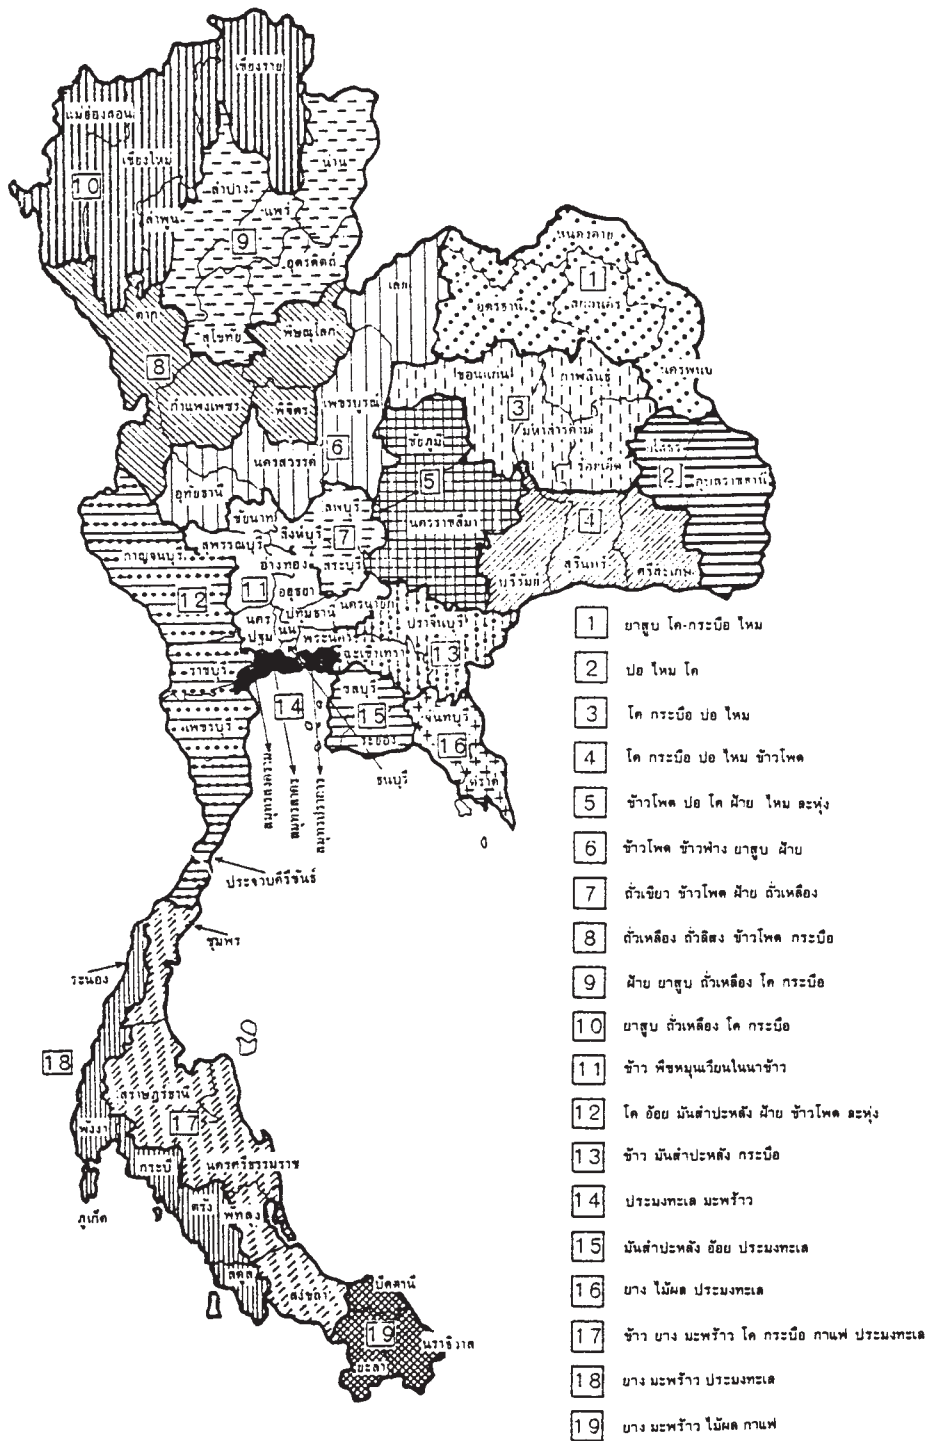 เชียงราย
แม่ฮ่องสอน
เชียงใหม่
น่าน
10
ลำปาง
แพร่
ลำพูน
9
อุตรดิตถ์
หนองคาย
เลย
1
อุดรธานี
สกลนคร
ตาก
สุโขทัย
พิษณุโลก
8
ขอนแก่น
กาฬสินธุ์
นครพนม
กำแพงเพชร
พิจิตร
เพชรบูรณ์
3
มหาสารคาม
6
ชัยภูมิ
นครสวรรค์
ร้อยเอ็ด
ยโสธร
2
อุบลราชธานี
5
อุทัยธานี
ชัยนาท
ลพบุรี
นครราชสีมา
4
สิงห์บุรี
7
สุพรรณบุรี
กาญจนบุรี
อ่างทอง
สระบุรี
บุรีรัมย์
สุรินทร์
ศรีสะเกษ
11
อยุธยา
12
ปทุมธานี
นครนายก
ปราจีนบุรี
นคร
ปฐม
นนท์
พระนคร
ฉะเชิงเทรา
13
ราชบุรี
ชลบุรี
14
15
จันทบุรี
เพชรบุรี
ระยอง
16
ตราด
ธนบุรี
สมุทรสงคราม
สมุทรสาคร
สมุทรปราการ
ประจวบคีรีขันธ์
ชุมพร
ระนอง
18
สุราษฎร์ธานี
17
พังงา
กระบี่
นครศรีธรรมราช
ภูเก็ต
ตรัง
พัทลุง
สตูล
สงขลา
ปัตตานี
19
ยะลา
นราธิวาส
1 ยาสูบ โค-กระบือ ไหม
2 ปอ ไหม โค
3 โค กระบือ ปอ ไหม
4 โค กระบือ ปอ ไหม ข้าวโพด
5 ข้าวโพด ปอ โค ฝ้าย ไหม ละหุ่ง
6 ข้าวโพด ข้าวฟ่าง ยาสูบ ฝ้าย
7 ถั่วเขียว ข้าวโพด ฝ้าย ถั่วเหลือง
8 ถั่วเหลือง ถั่วลิสง ข้าวโพด กระบือ
9 ฝ้าย ยาสูบ ถั่วเหลือง โค กระบือ
10 ยาสูบ ถั่วเหลือง โค กระบือ
11 ข้าว พืชหมุนเวียนในนาข้าว
12 โค อ้อย มันสำปะหลัง ฝ้าย ข้าวโพด ละหุ่ง
13 ข้าว มันสำปะหลัง กระบือ
14 ประมงทะเล มะพร้าว
15 มันสำปะหลัง อ้อย ประมงทะเล
16 ยาง ไม้ผล ประมงทะเล
17 ข้าว ยาง มะพร้าว โค กระบือ กาแฟ ประมงทะเล
18 ยาง มะพร้าว ประมงทะเล
19 ยาง มะพร้าว ไม้ผล กาแฟ